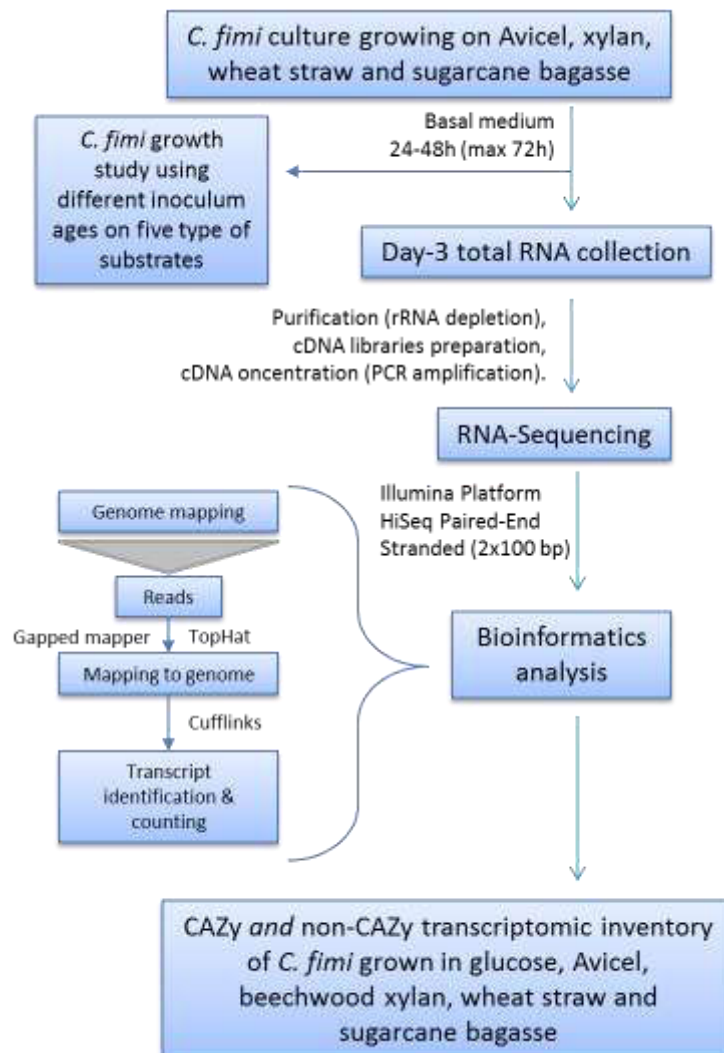 C. fimi culture growing on Avicel, xylan,
wheat straw and sugarcane bagasse
Basal medium
24-48h (max 72h)
C. fimi growth
study using
different inoculum
ages on five type of
substrates
Day-3 total RNA collection
Purification (rRNA depletion),
cDNA libraries preparation,
cDNA oncentration (PCR amplification).
RNA-Sequencing
Illumina Platform
HiSeq Paired-End
Stranded (2x100 bp)
Genome mapping
Reads
Gapped mapper TopHat
Mapping to genome
Cufflinks
Transcript
identification &
counting
Bioinformatics
analysis
CAZy and non-CAZy transcriptomic inventory
of C. fimi grown in glucose, Avicel,
beechwood xylan, wheat straw and
sugarcane bagasse